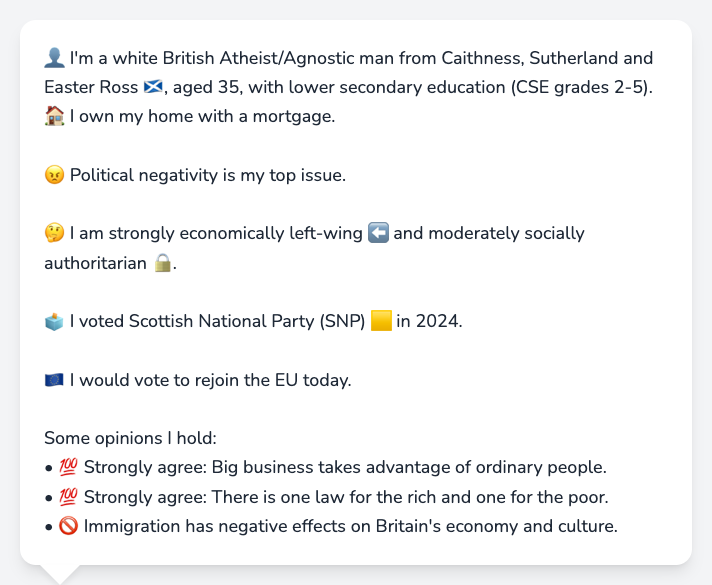 👤 I'm a white British Atheist/Agnostic man from Caithness, Sutherland and
Easter Ross 🏴󠁧󠁢󠁳󠁣󠁴󠁿, aged 35, with lower secondary education (CSE grades 2-5).
🏠 I own my home with a mortgage.
😠 Political negativity is my top issue.
🤔 I am strongly economically left-wing ⬅️ and moderately socially
authoritarian 🔒.
🗳️ I voted Scottish National Party (SNP) 🟨 in 2024.
🇪🇺 I would vote to rejoin the EU today.
Some opinions I hold:
• 💯 Strongly agree: Big business takes advantage of ordinary people.
• 💯 Strongly agree: There is one law for the rich and one for the poor.
• 🚫 Immigration has negative effects on Britain's economy and culture.